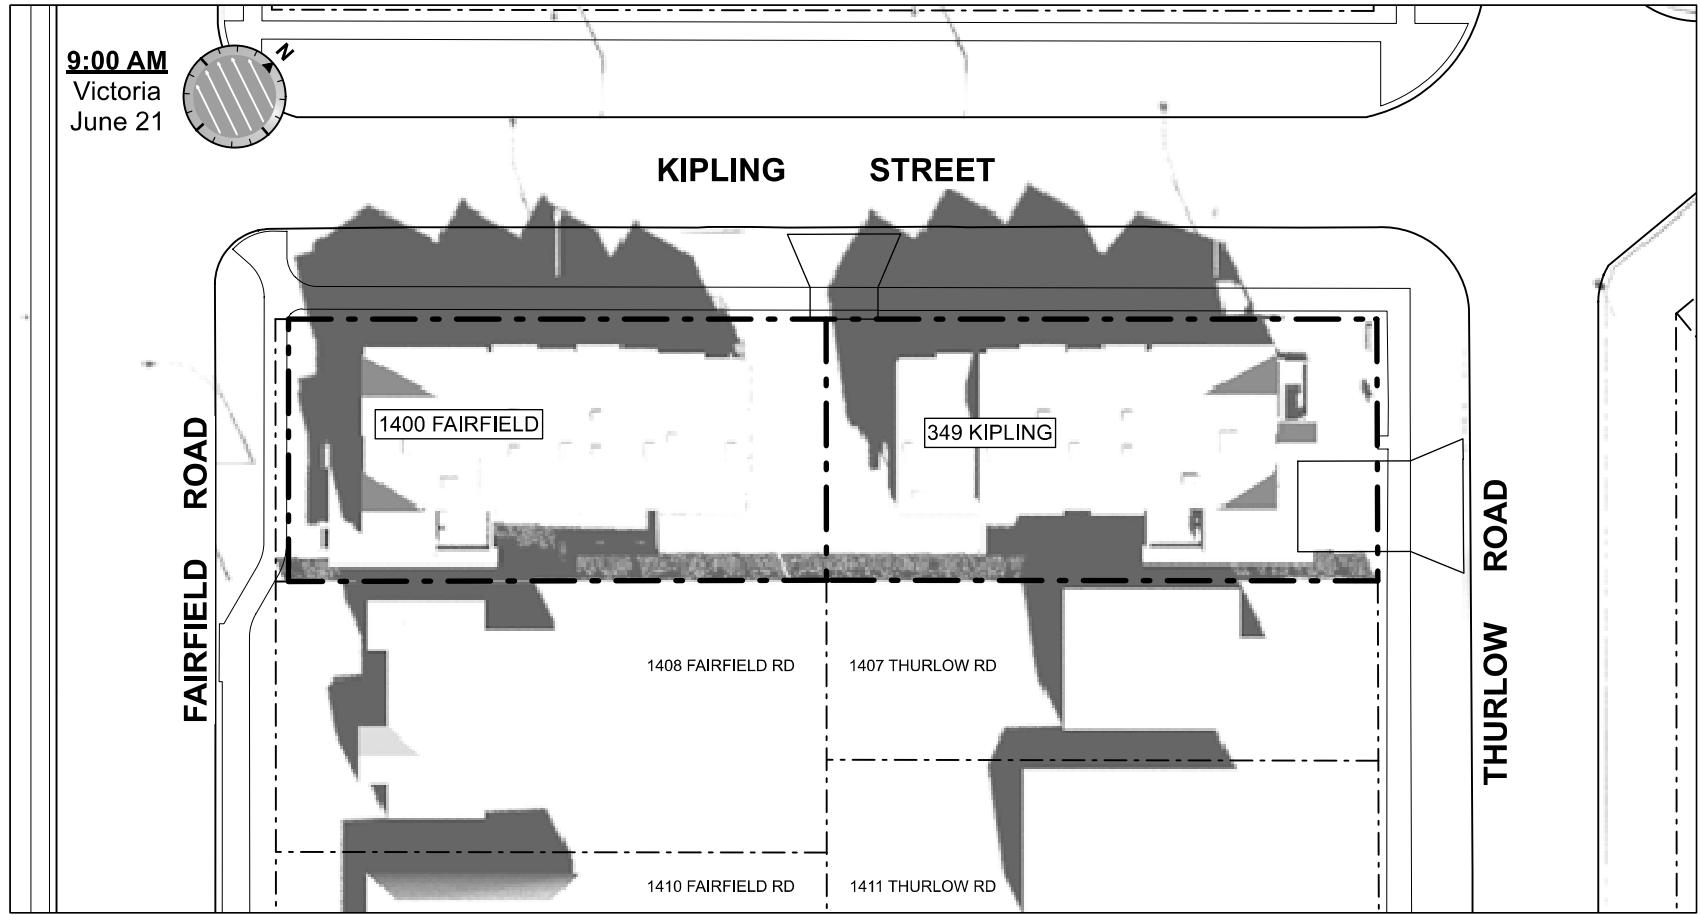 9:00 AM
Victoria
June 21
N
KIPLING STREET
1400 FAIRFIELD
349 KIPLING
FAIRFIELD ROAD
THURLOW ROAD
1408 FAIRFIELD RD
1407 THURLOW RD
1410 FAIRFIELD RD
1411 THURLOW RD